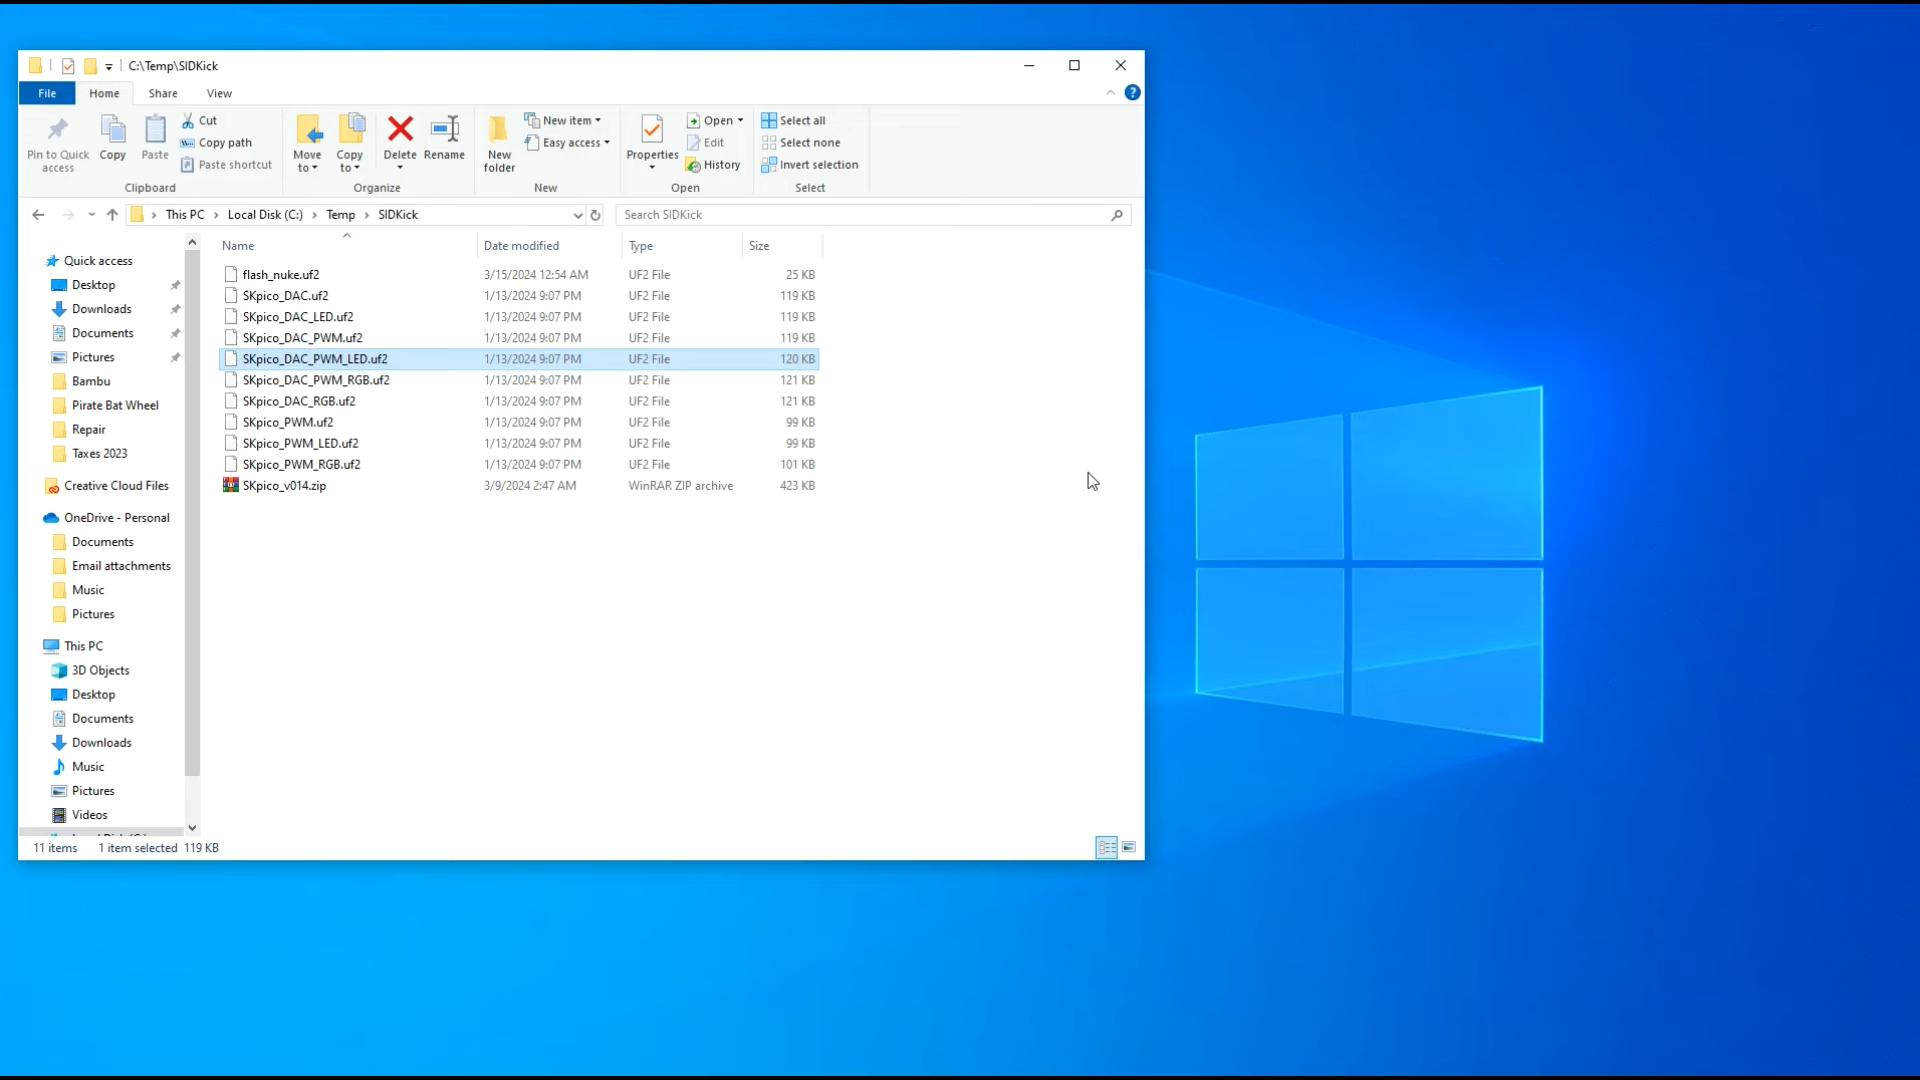 C:\Temp\SIDKick
File Home Share View
Pin to Quick access
Copy
Paste
Cut
Copy path
Paste shortcut
Clipboard
Move to
Copy to
Delete
Rename
Organize
New folder
New item
Easy access
New
Properties
Open
Edit
History
Open
Select all
Select none
Invert selection
Select
This PC > Local Disk (C:) > Temp > SIDKick
Search SIDKick
Name Date modified Type Size
flash_nuke.uf2 3/15/2024 12:54 AM UF2 File 25 KB
SKpico_DAC.uf2 1/13/2024 9:07 PM UF2 File 119 KB
SKpico_DAC_LED.uf2 1/13/2024 9:07 PM UF2 File 119 KB
SKpico_DAC_PWM.uf2 1/13/2024 9:07 PM UF2 File 119 KB
SKpico_DAC_PWM_LED.uf2 1/13/2024 9:07 PM UF2 File 120 KB
SKpico_DAC_PWM_RGB.uf2 1/13/2024 9:07 PM UF2 File 121 KB
SKpico_DAC_RGB.uf2 1/13/2024 9:07 PM UF2 File 121 KB
SKpico_PWM.uf2 1/13/2024 9:07 PM UF2 File 99 KB
SKpico_PWM_LED.uf2 1/13/2024 9:07 PM UF2 File 99 KB
SKpico_PWM_RGB.uf2 1/13/2024 9:07 PM UF2 File 101 KB
SKpico_v014.zip 3/9/2024 2:47 AM WinRAR ZIP archive 423 KB
Quick access
Desktop
Downloads
Documents
Pictures
Bambu
Pirate Bat Wheel
Repair
Taxes 2023
Creative Cloud Files
OneDrive - Personal
Documents
Email attachments
Music
Pictures
This PC
3D Objects
Desktop
Documents
Downloads
Music
Pictures
Videos
11 items 1 item selected 119 KB